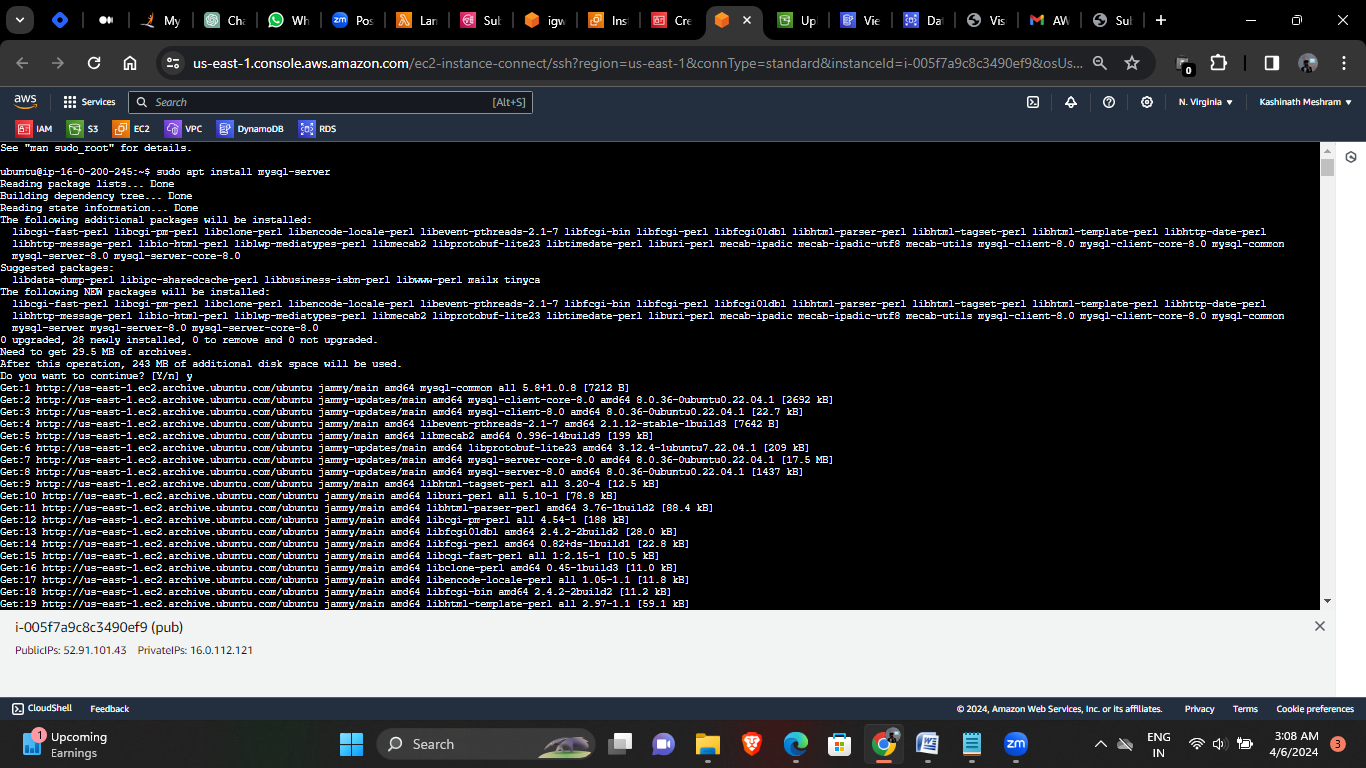 My
Cha
Wh
zm
Pos
Lan
Sub
igw
Inst
Cre
Up
Vie
Dat
Vis
AW
Sul
us-east-1.console.aws.amazon.com/ec2-instance-connect/ssh?region=us-east-1&connType=standard&instanceId=i-005f7a9c8c3490ef9&osUs...
0
aws
Services
Search
[Alt+S]
N. Virginia
Kashinath Meshram
IAM
S3
EC2
VPC
DynamoDB
RDS
See "man sudo_root" for details.
ubuntu@ip-16-0-200-245:~$ sudo apt install mysql-server
Reading package lists... Done
Building dependency tree... Done
Reading state information... Done
The following additional packages will be installed:
libcgi-fast-perl libcgi-pm-perl libclone-perl libencode-locale-perl libevent-pthreads-2.1-7 libfcgi-bin libfcgi-perl libfcgi0ldbl libhtml-parser-perl libhtml-tagset-perl libhtml-template-perl libhttp-date-perl
libhttp-message-perl libio-html-perl liblwp-mediatypes-perl libmecab2 libprotobuf-lite23 libtimedate-perl liburi-perl mecab-ipadic mecab-ipadic-utf8 mecab-utils mysql-client-8.0 mysql-client-core-8.0 mysql-common
mysql-server-8.0 mysql-server-core-8.0
Suggested packages:
libdata-dump-perl libipc-sharedcache-perl libbusiness-isbn-perl libwww-perl mailx tinyca
The following NEW packages will be installed:
libcgi-fast-perl libcgi-pm-perl libclone-perl libencode-locale-perl libevent-pthreads-2.1-7 libfcgi-bin libfcgi-perl libfcgi0ldbl libhtml-parser-perl libhtml-tagset-perl libhtml-template-perl libhttp-date-perl
libhttp-message-perl libio-html-perl liblwp-mediatypes-perl libmecab2 libprotobuf-lite23 libtimedate-perl liburi-perl mecab-ipadic mecab-ipadic-utf8 mecab-utils mysql-client-8.0 mysql-client-core-8.0 mysql-common
mysql-server mysql-server-8.0 mysql-server-core-8.0
0 upgraded, 28 newly installed, 0 to remove and 0 not upgraded.
Need to get 29.5 MB of archives.
After this operation, 243 MB of additional disk space will be used.
Do you want to continue? [Y/n] y
Get:1 http://us-east-1.ec2.archive.ubuntu.com/ubuntu jammy/main amd64 mysql-common all 5.8+1.0.8 [7212 B]
Get:2 http://us-east-1.ec2.archive.ubuntu.com/ubuntu jammy-updates/main amd64 mysql-client-core-8.0 amd64 8.0.36-0ubuntu0.22.04.1 [2692 kB]
Get:3 http://us-east-1.ec2.archive.ubuntu.com/ubuntu jammy-updates/main amd64 mysql-client-8.0 amd64 8.0.36-0ubuntu0.22.04.1 [22.7 kB]
Get:4 http://us-east-1.ec2.archive.ubuntu.com/ubuntu jammy/main amd64 libevent-pthreads-2.1-7 amd64 2.1.12-stable-1build3 [7642 B]
Get:5 http://us-east-1.ec2.archive.ubuntu.com/ubuntu jammy/main amd64 libmecab2 amd64 0.996-14build9 [199 kB]
Get:6 http://us-east-1.ec2.archive.ubuntu.com/ubuntu jammy-updates/main amd64 libprotobuf-lite23 amd64 3.12.4-1ubuntu7.22.04.1 [209 kB]
Get:7 http://us-east-1.ec2.archive.ubuntu.com/ubuntu jammy-updates/main amd64 mysql-server-core-8.0 amd64 8.0.36-0ubuntu0.22.04.1 [17.5 MB]
Get:8 http://us-east-1.ec2.archive.ubuntu.com/ubuntu jammy-updates/main amd64 mysql-server-8.0 amd64 8.0.36-0ubuntu0.22.04.1 [1437 kB]
Get:9 http://us-east-1.ec2.archive.ubuntu.com/ubuntu jammy/main amd64 libhtml-tagset-perl all 3.20-4 [12.5 kB]
Get:10 http://us-east-1.ec2.archive.ubuntu.com/ubuntu jammy/main amd64 liburi-perl all 5.10-1 [78.8 kB]
Get:11 http://us-east-1.ec2.archive.ubuntu.com/ubuntu jammy/main amd64 libhtml-parser-perl amd64 3.76-1build2 [88.4 kB]
Get:12 http://us-east-1.ec2.archive.ubuntu.com/ubuntu jammy/main amd64 libcgi-pm-perl all 4.54-1 [188 kB]
Get:13 http://us-east-1.ec2.archive.ubuntu.com/ubuntu jammy/main amd64 libfcgi0ldbl amd64 2.4.2-2build2 [28.0 kB]
Get:14 http://us-east-1.ec2.archive.ubuntu.com/ubuntu jammy/main amd64 libfcgi-perl amd64 0.82+ds-1build1 [22.8 kB]
Get:15 http://us-east-1.ec2.archive.ubuntu.com/ubuntu jammy/main amd64 libcgi-fast-perl all 1:2.15-1 [10.5 kB]
Get:16 http://us-east-1.ec2.archive.ubuntu.com/ubuntu jammy/main amd64 libclone-perl amd64 0.45-1build3 [11.0 kB]
Get:17 http://us-east-1.ec2.archive.ubuntu.com/ubuntu jammy/main amd64 libencode-locale-perl all 1.05-1.1 [11.8 kB]
Get:18 http://us-east-1.ec2.archive.ubuntu.com/ubuntu jammy/main amd64 libfcgi-bin amd64 2.4.2-2build2 [11.2 kB]
Get:19 http://us-east-1.ec2.archive.ubuntu.com/ubuntu jammy/main amd64 libhtml-template-perl all 2.97-1.1 [59.1 kB]
i-005f7a9c8c3490ef9 (pub)
PublicIPs: 52.91.101.43 PrivateIPs: 16.0.112.121
CloudShell
Feedback
© 2024, Amazon Web Services, Inc. or its affiliates.
Privacy
Terms
Cookie preferences
1
Upcoming
Earnings
Search
zm
ENG
IN
3:08 AM
4/6/2024
3